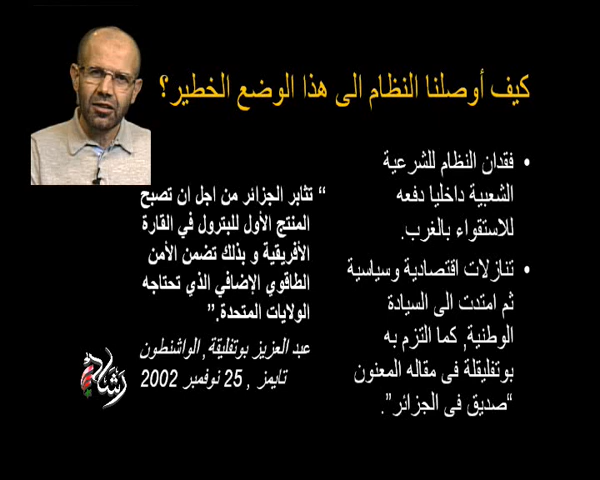 كيف أوصلنا النظام الى هذا الوضع الخطير؟
• فقدان النظام للشرعية
الشعبية داخليا دفعه
للاستقواء بالغرب.
• تنازلات اقتصادية وسياسية
ثم امتدت الى السيادة
الوطنية, كما التزم به
بوتفليقلة فى مقاله المعنون
“صديق فى الجزائر”.
“ تثابر الجزائر من اجل ان تصبح
المنتج الأول للبترول في القارة
الأفريقية و بذلك تضمن الأمن
الطاقوي الإضافي الذي تحتاجه
الولايات المتحدة.”
عبد العزيز بوتفليقة ,الواشنطون
تايمز , 25 نوفمبر 2002
رشاد